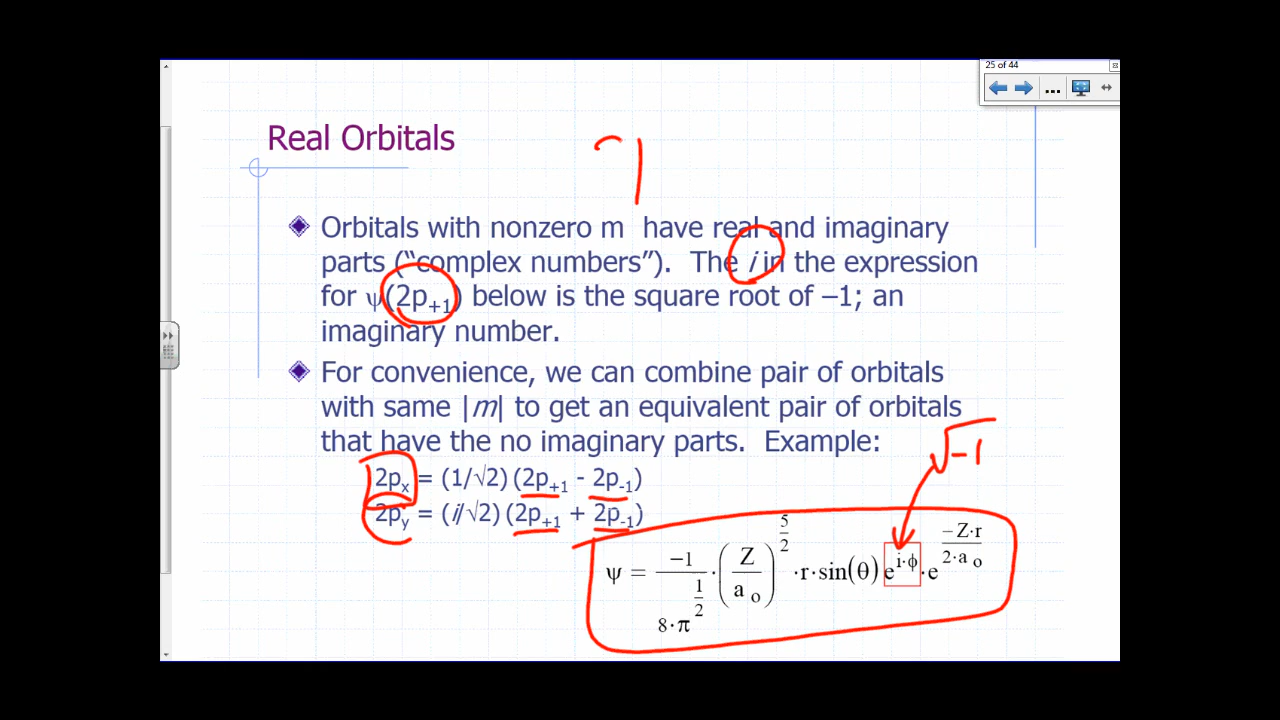 25 of 44
Real Orbitals
Orbitals with nonzero m have real and imaginary
parts (“complex numbers”). The i in the expression
for ψ(2p+1) below is the square root of –1; an
imaginary number.
For convenience, we can combine pair of orbitals
with same |m| to get an equivalent pair of orbitals
that have the no imaginary parts. Example:
√-1
2px = (1/√2) (2p+1 - 2p-1)
2py = (i/√2) (2p+1 + 2p-1)
ψ = -1/(8·π^(1/2)) · (Z/a o)^(5/2) · r·sin(θ) e^(i·φ) · e^(-Z·r/(2·a o))